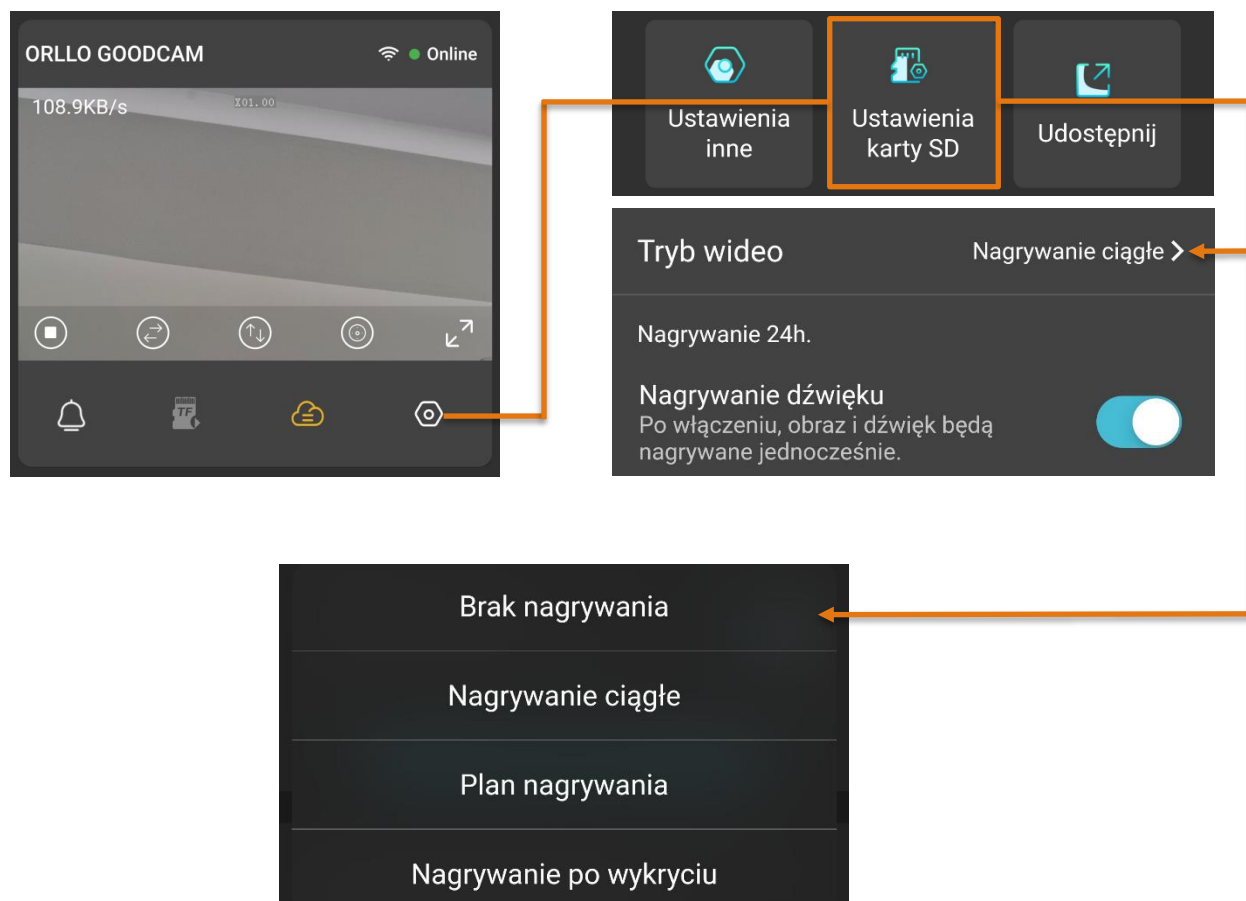 ORLLO GOODCAM
Online
108.9KB/s
X01.00
TF
Ustawienia
inne
Ustawienia
karty SD
Udostępnij
Tryb wideo
Nagrywanie ciągłe
Nagrywanie 24h.
Nagrywanie dźwięku
Po włączeniu, obraz i dźwięk będą
nagrywane jednocześnie.
Brak nagrywania
Nagrywanie ciągłe
Plan nagrywania
Nagrywanie po wykryciu